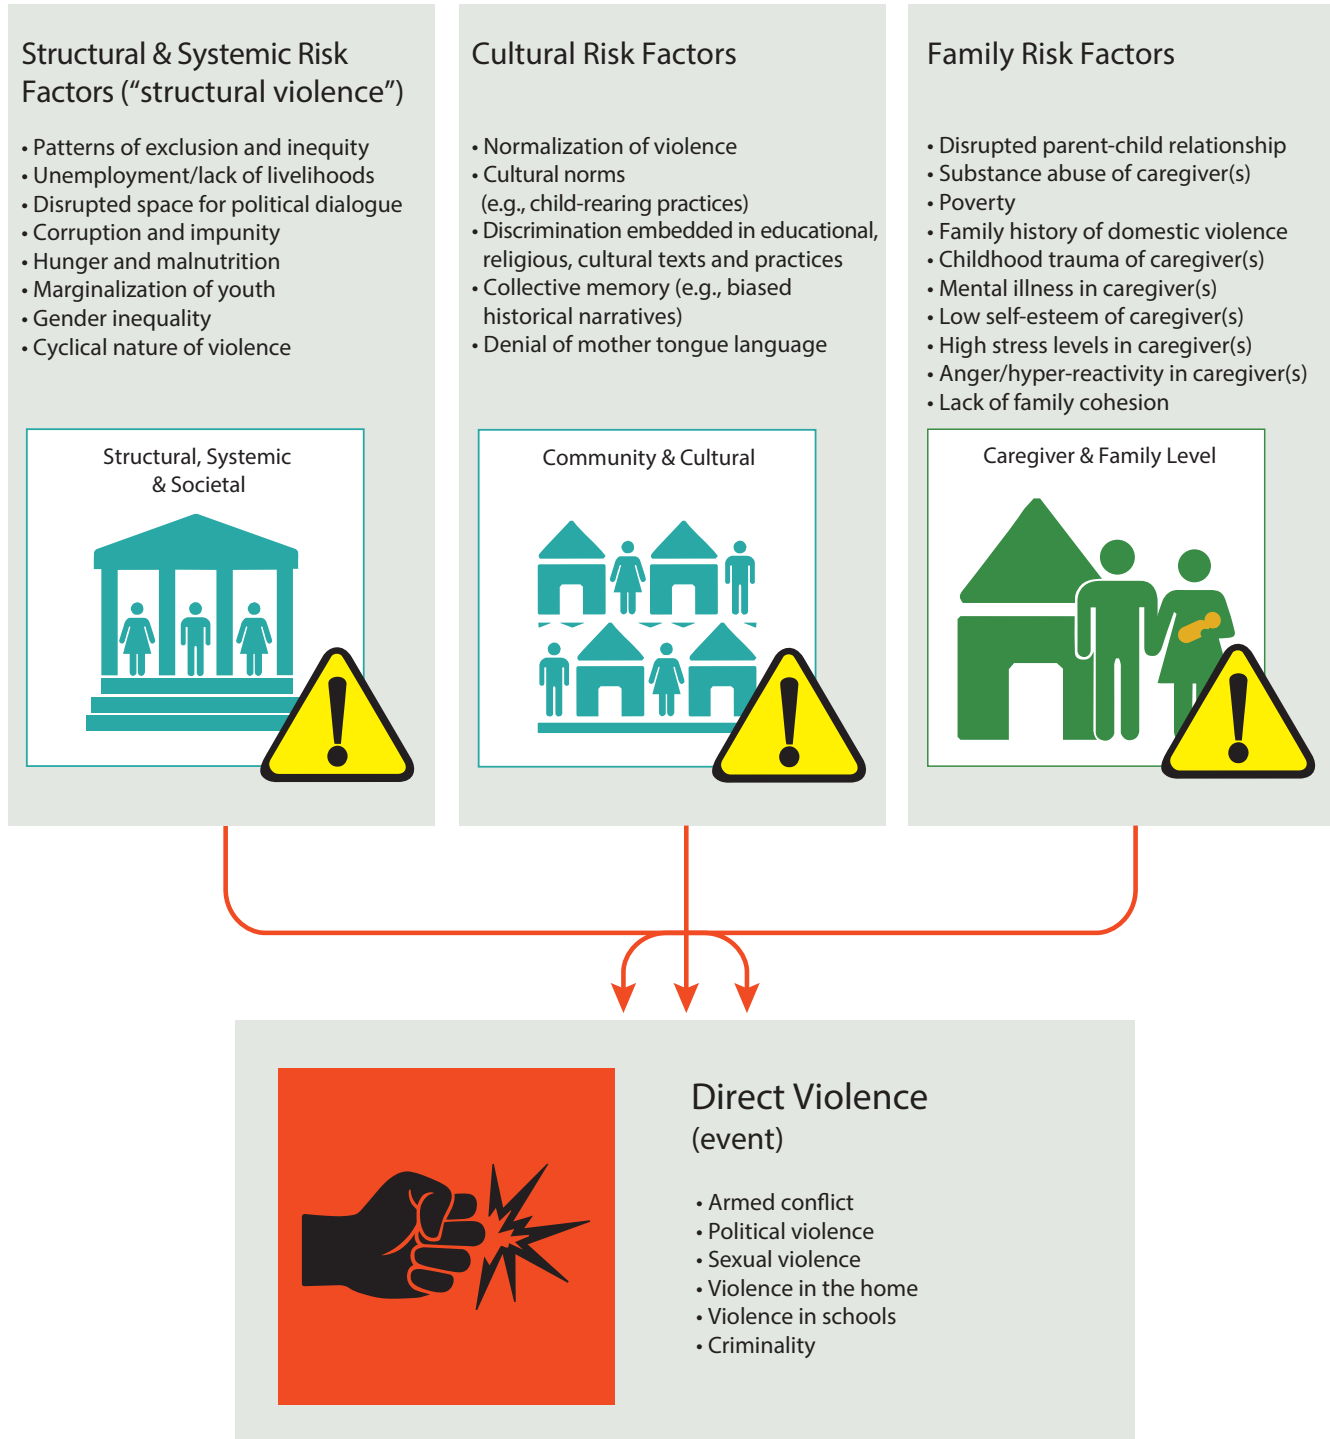 Structural & Systemic Risk
Factors (“structural violence”)
• Patterns of exclusion and inequity
• Unemployment/lack of livelihoods
• Disrupted space for political dialogue
• Corruption and impunity
• Hunger and malnutrition
• Marginalization of youth
• Gender inequality
• Cyclical nature of violence
Structural, Systemic
& Societal
Cultural Risk Factors
• Normalization of violence
• Cultural norms
(e.g., child-rearing practices)
• Discrimination embedded in educational,
religious, cultural texts and practices
• Collective memory (e.g., biased
historical narratives)
• Denial of mother tongue language
Community & Cultural
Family Risk Factors
• Disrupted parent-child relationship
• Substance abuse of caregiver(s)
• Poverty
• Family history of domestic violence
• Childhood trauma of caregiver(s)
• Mental illness in caregiver(s)
• Low self-esteem of caregiver(s)
• High stress levels in caregiver(s)
• Anger/hyper-reactivity in caregiver(s)
• Lack of family cohesion
Caregiver & Family Level
Direct Violence
(event)
• Armed conflict
• Political violence
• Sexual violence
• Violence in the home
• Violence in schools
• Criminality